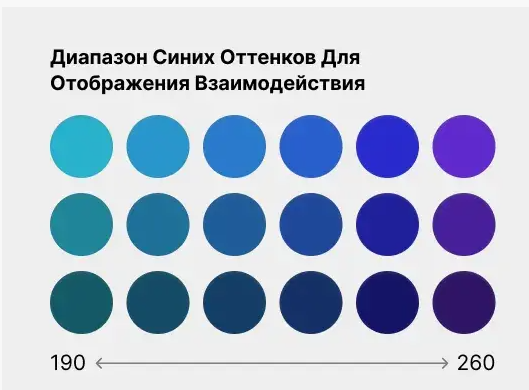 Диапазон Синих Оттенков Для
Отображения Взаимодействия
190 260